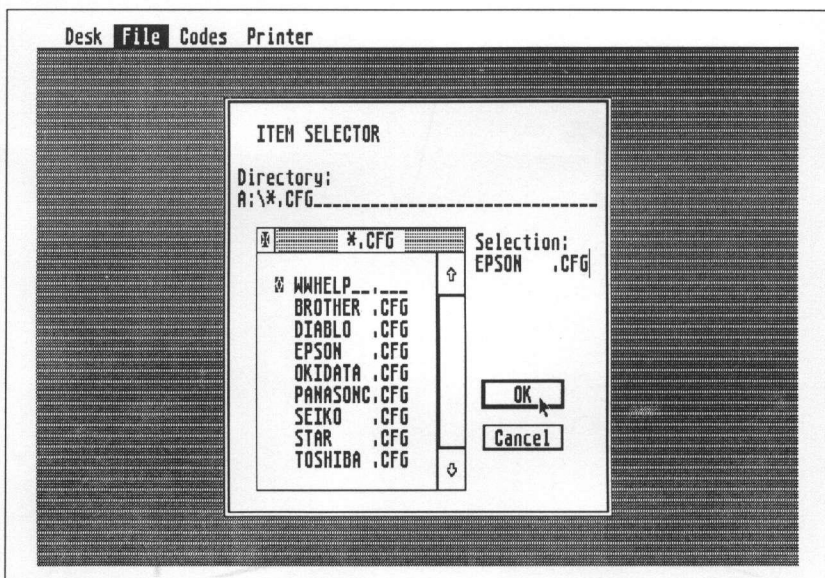 Desk File Codes Printer
ITEM SELECTOR
Directory:
A:\*.CFG_______________________________
*.CFG
Selection:
EPSON   .CFG
WWHELP__.___
BROTHER .CFG
DIABLO  .CFG
EPSON   .CFG
OKIDATA .CFG
PANASONC.CFG
SEIKO   .CFG
STAR    .CFG
TOSHIBA .CFG
OK
Cancel